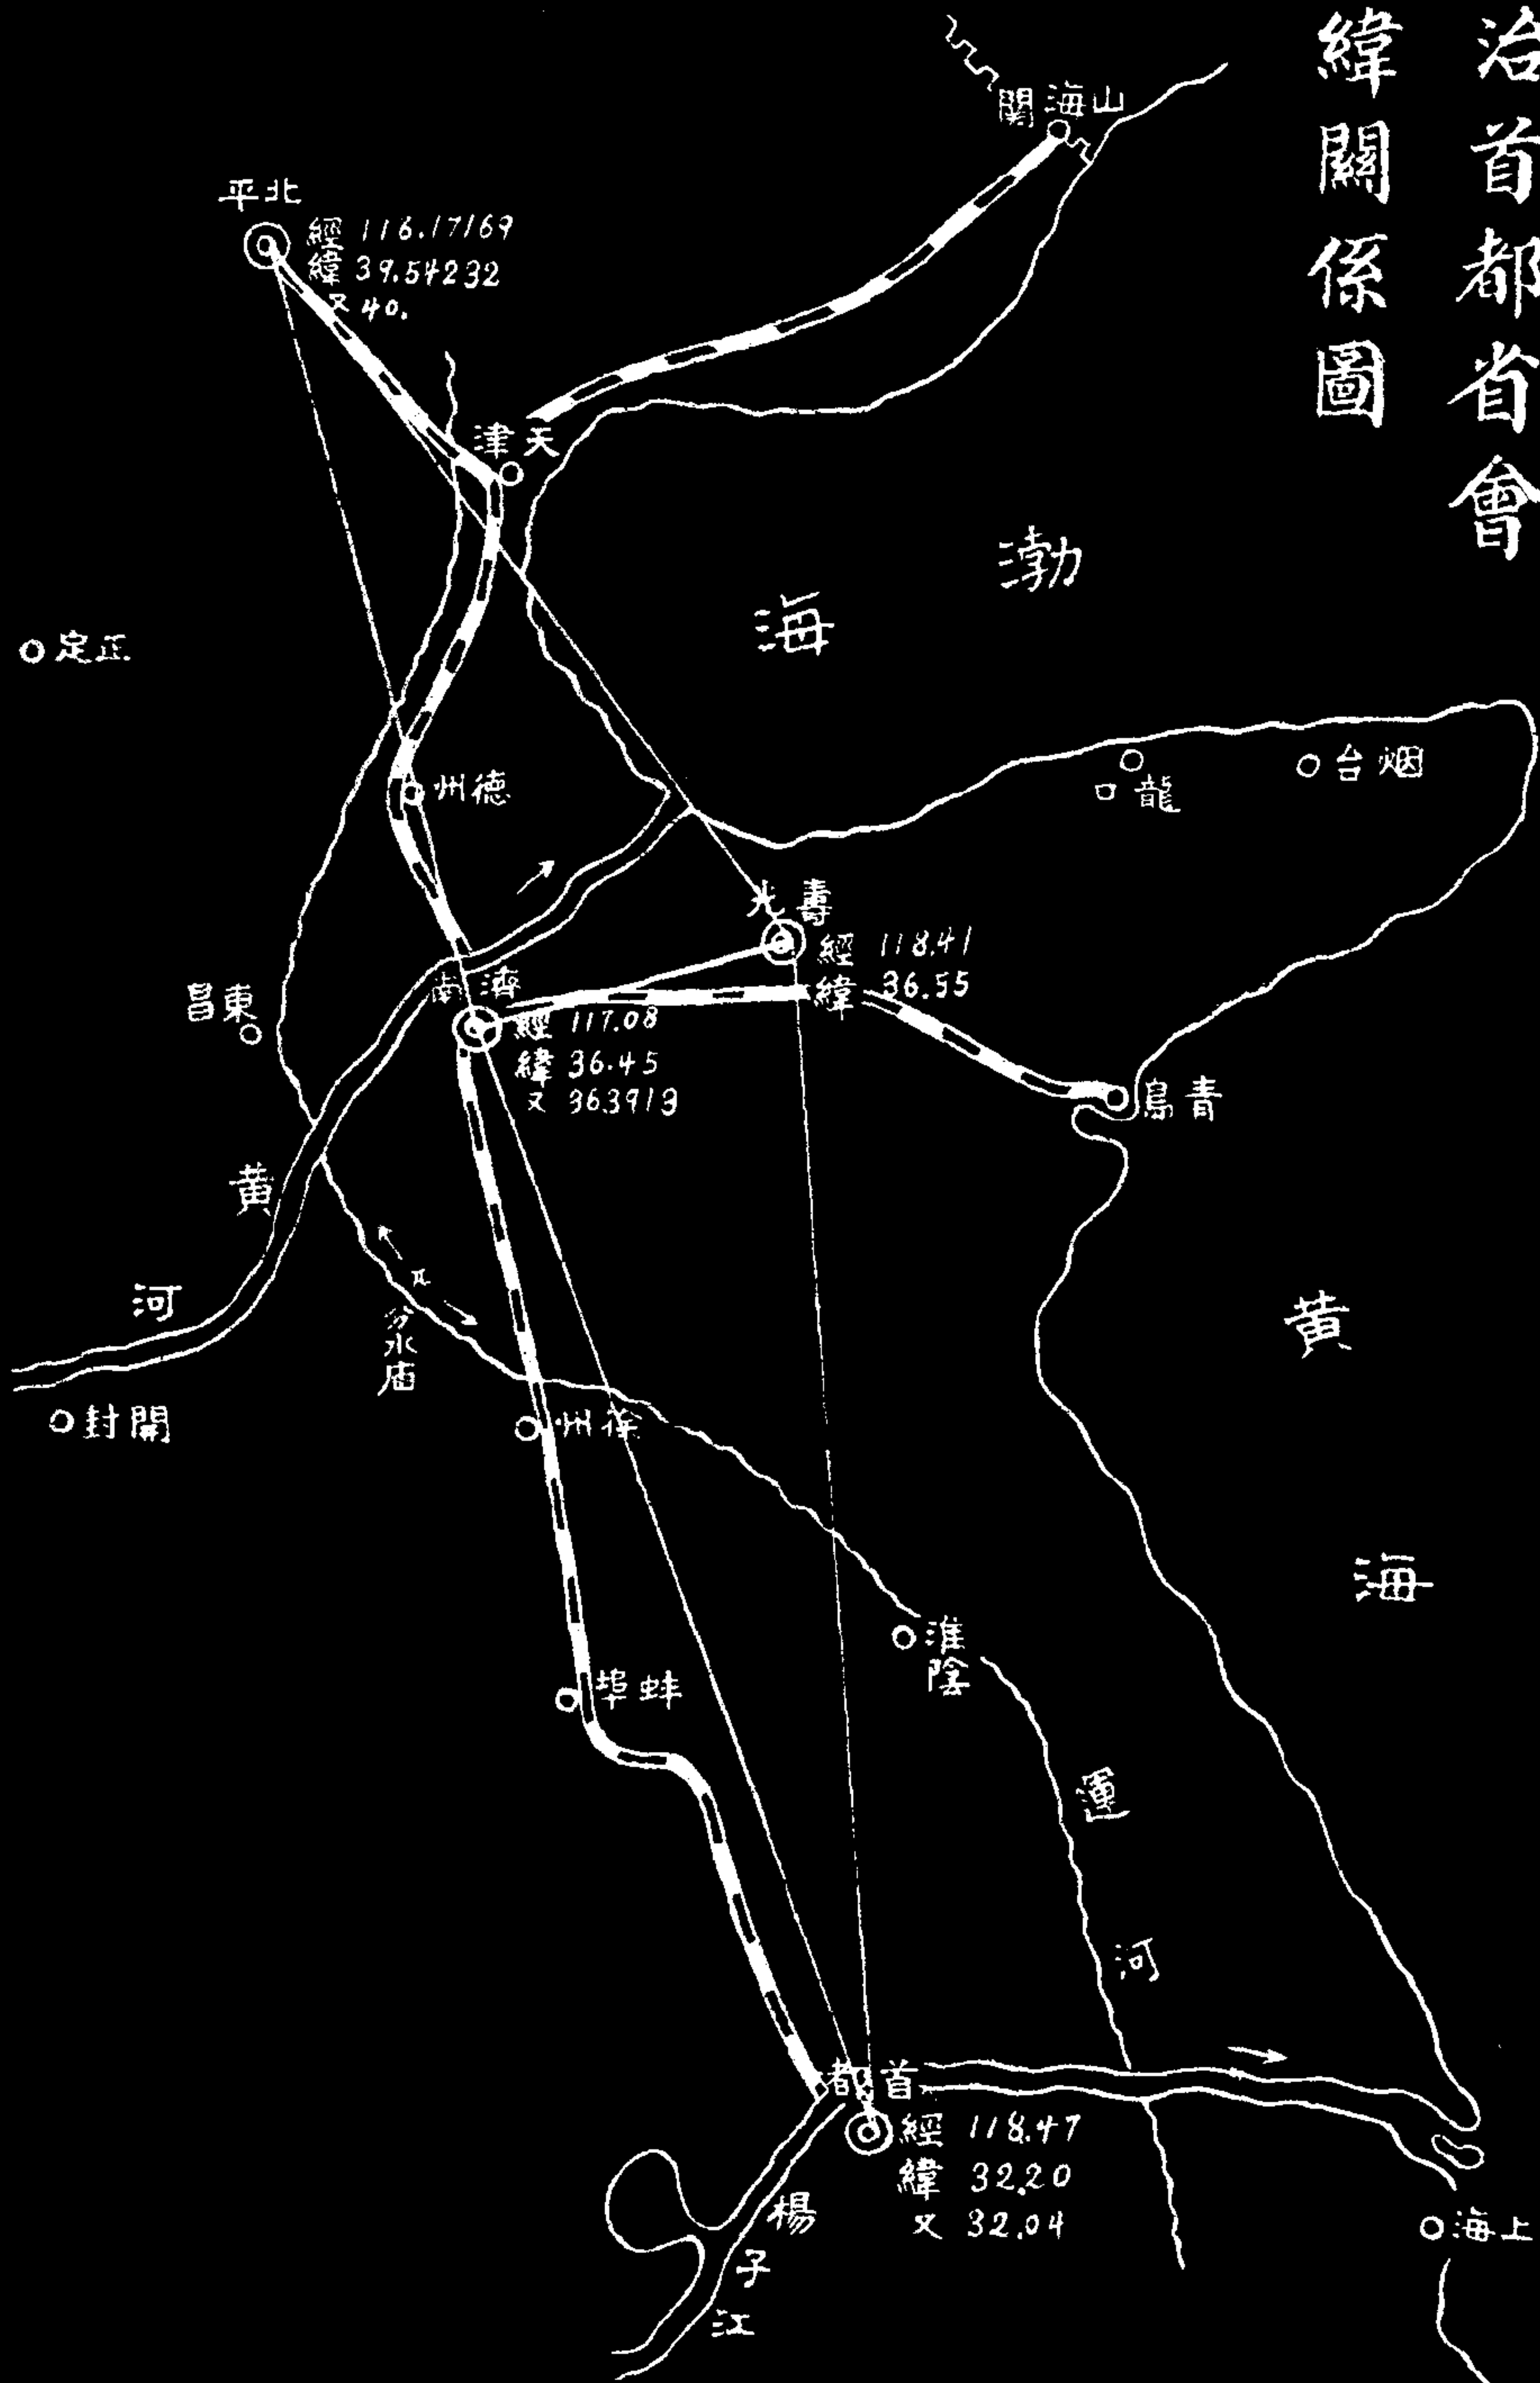 治首都省會
緯關係圖
山海關
北平
經 116.17169
緯 39.54232
又 40.
天津
渤海
正定
德州
龍口
烟台
壽光
經 118.41
緯 36.55
濟南
經 117.08
緯 36.45
又 363913
東昌
青島
黃河
分水庙
開封
徐州
黃海
淮陰
蚌埠
運河
首都
經 118.47
緯 32.20
又 32.04
楊子江
上海